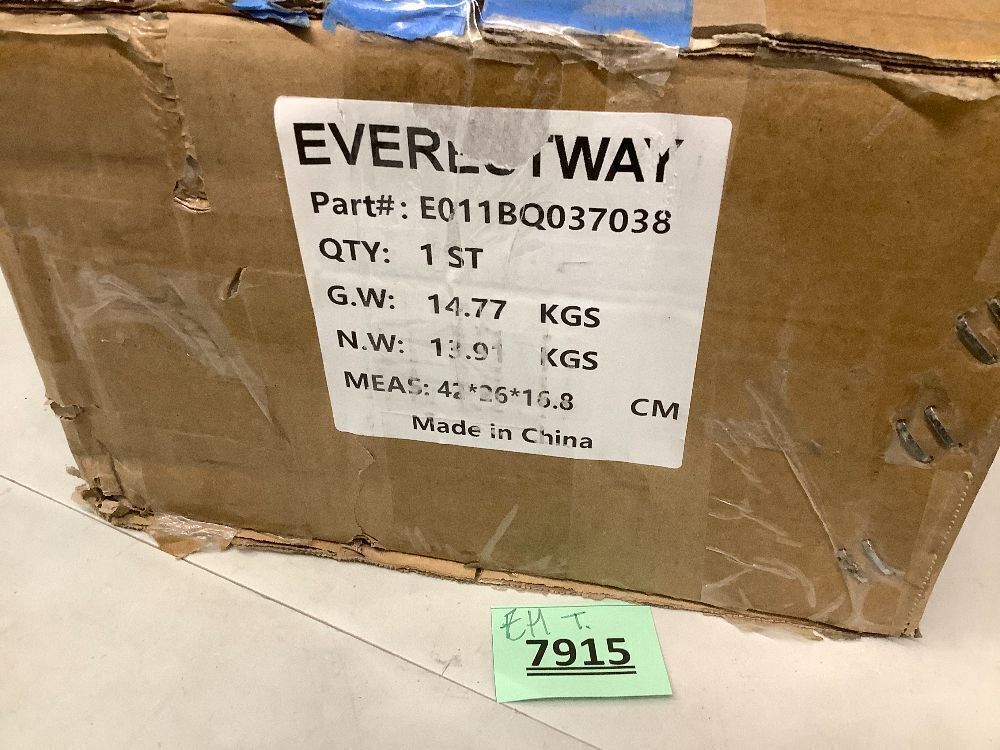 EVERESTWAY
Part#: E011BQ037038
QTY: 1 ST
G.W: 14.77 KGS
N.W: 13.91 KGS
MEAS: 42*26*16.8 CM
Made in China
EH T.
7915